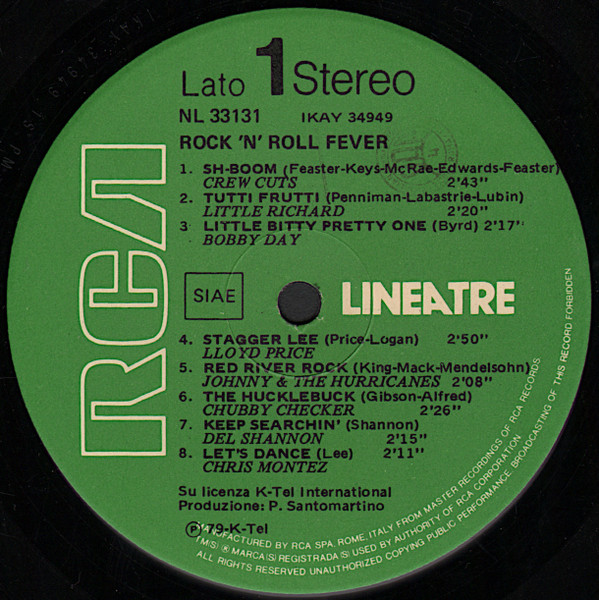 Lato 1 Stereo
NL 33131 IKAY 34949
ROCK 'N' ROLL FEVER
1. SH-BOOM (Feaster-Keys-McRae-Edwards-Feaster)
CREW CUTS 2'43"
2. TUTTI FRUTTI (Penniman-Labastrie-Lubin)
LITTLE RICHARD 2'20"
3 LITTLE BITTY PRETTY ONE (Byrd) 2'17"
BOBBY DAY
RCA
SIAE
LINEATRE
4. STAGGER LEE (Price-Logan) 2'50"
LLOYD PRICE
5. RED RIVER ROCK (King-Mack-Mendelsohn)
JOHNNY & THE HURRICANES 2'08"
6. THE HUCKLEBUCK (Gibson-Alfred)
CHUBBY CHECKER 2'26"
7. KEEP SEARCHIN' (Shannon)
DEL SHANNON 2'15"
8. LET'S DANCE (Lee) 2'11"
CHRIS MONTEZ
Su licenza K-Tel International
Produzione: P. Santomartino
Ⓟ 79-K-Tel
MANUFACTURED BY RCA SPA, ROME, ITALY FROM MASTER RECORDINGS OF RCA RECORDS
TM(S) ® MARCA(S) REGISTRADA(S) USED BY AUTHORITY OF RCA CORPORATION
ALL RIGHTS RESERVED UNAUTHORIZED COPYING PUBLIC PERFORMANCE BROADCASTING OF THIS RECORD FORBIDDEN